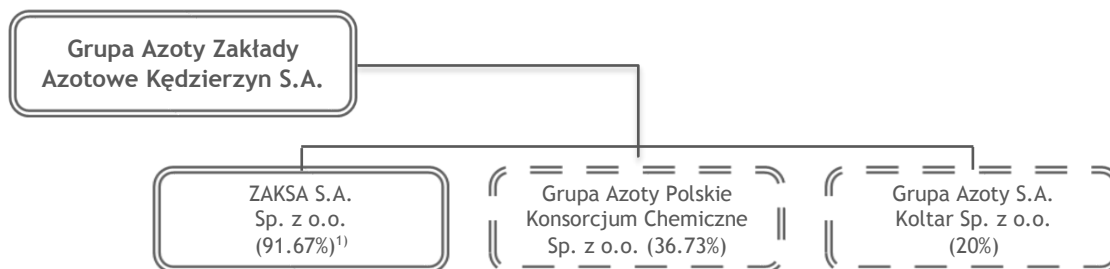 Grupa Azoty Zakłady
Azotowe Kędzierzyn S.A.
ZAKSA S.A.
Sp. z o.o.
(91.67%)¹⁾
Grupa Azoty Polskie
Konsorcjum Chemiczne
Sp. z o.o. (36.73%)
Grupa Azoty S.A.
Koltar Sp. z o.o.
(20%)